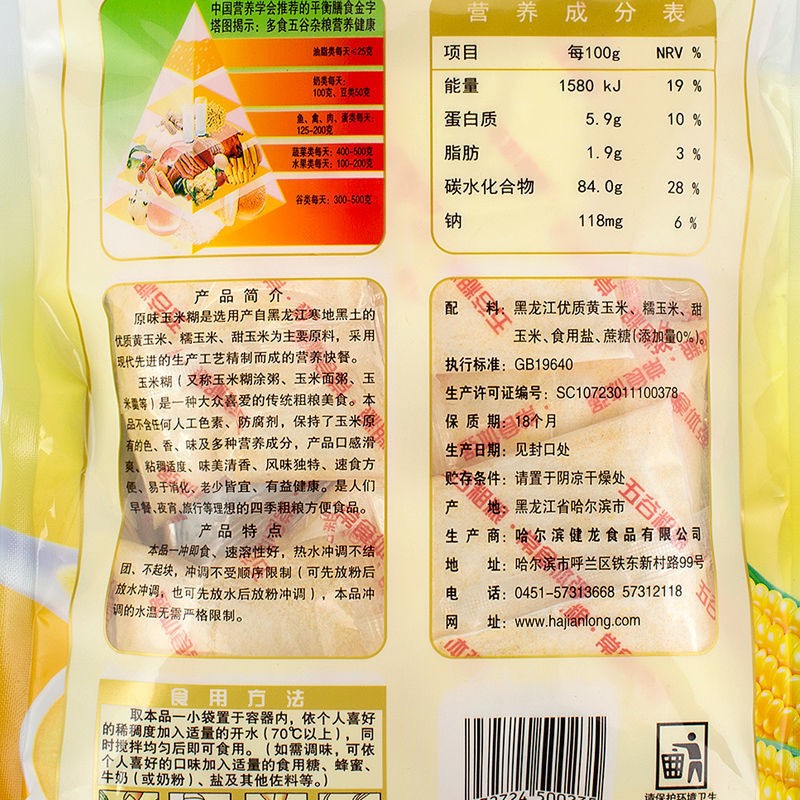 中国营养学会推荐的平衡膳食金字
塔图揭示：多食五谷杂粮营养健康
油脂类每天≤25克
奶类每天：
100克、豆类50克
鱼、禽、肉、蛋类每天：
125-200克
蔬菜类每天：400-500克
水果类每天：100-200克
谷类每天：300-500克
营养成分表
项目 每100g NRV %
能量 1580 kJ 19 %
蛋白质 5.9g 10 %
脂肪 1.9g 3 %
碳水化合物 84.0g 28 %
钠 118mg 6 %
产品简介
原味玉米糊是选用产自黑龙江寒地黑土的
优质黄玉米、糯玉米、甜玉米为主要原料，采用
现代先进的生产工艺精制而成的营养快餐。
玉米糊（又称玉米糊涂粥、玉米面粥、玉
米羹等）是一种大众喜爱的传统粗粮美食。本
品不含任何人工色素、防腐剂，保持了玉米原
有的色、香、味及多种营养成分，产品口感滑
爽、粘稠适度、味美清香、风味独特、速食方
便、易于消化、老少皆宜、有益健康。是人们
早餐、夜宵、旅行等理想的四季粗粮方便食品。
产品特点
本品一冲即食、速溶性好，热水冲调不结
团、不起块，冲调不受顺序限制（可先放粉后
放水冲调，也可先放水后放粉冲调），本品冲
调的水温无需严格限制。
配料：黑龙江优质黄玉米、糯玉米、甜
玉米、食用盐、蔗糖(添加量0%)。
执行标准：GB19640
生产许可证编号：SC10723011100378
保质期：18个月
生产日期：见封口处
贮存条件：请置于阴凉干燥处
产地：黑龙江省哈尔滨市
生产商：哈尔滨健龙食品有限公司
地址：哈尔滨市呼兰区铁东新村路99号
电话：0451-57313668 57312118
网址：www.hajianlong.com
食用方法
取本品一小袋置于容器内，依个人喜好
的稀稠度加入适量的开水（70℃以上），同
时搅拌均匀后即可食用。（如需调味，可依
个人喜好的口味加入适量的食用糖、蜂蜜、
牛奶（或奶粉）、盐及其他佐料等。）
请保护环境卫生